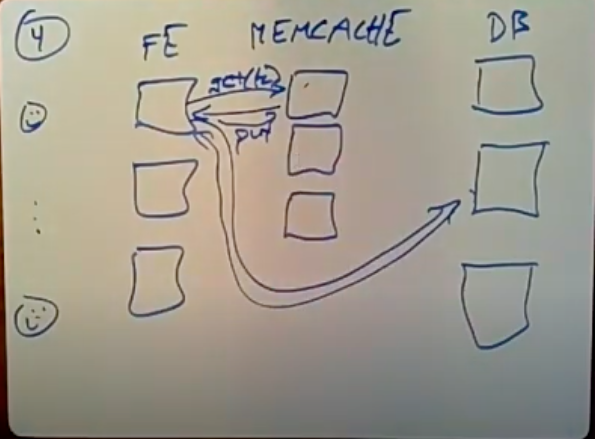 4
FE
MEMCACHE
DB
get(k)
put